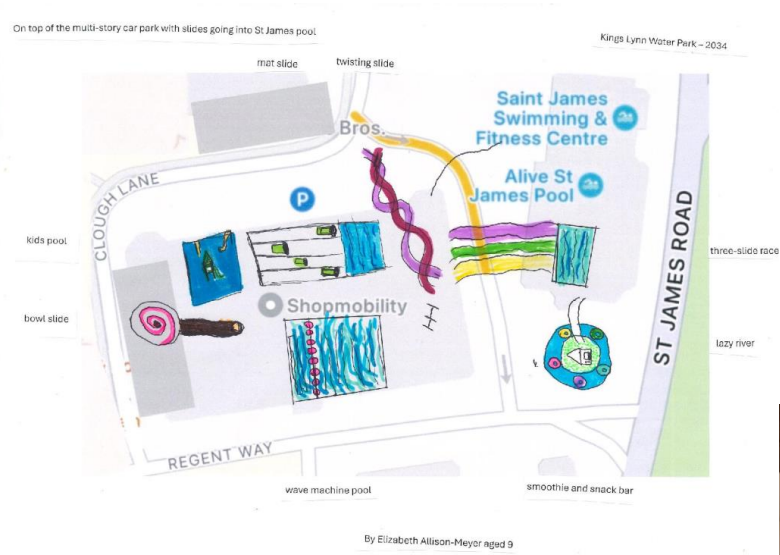 On top of the multi-story car park with slides going into St James pool
Kings Lynn Water Park – 2034
mat slide
twisting slide
Saint James
Swimming &
Fitness Centre
Bros.
Alive St
James Pool
CLOUGH LANE
P
ST JAMES ROAD
kids pool
three-slide race
Shopmobility
bowl slide
lazy river
REGENT WAY
wave machine pool
smoothie and snack bar
By Elizabeth Allison-Meyer aged 9